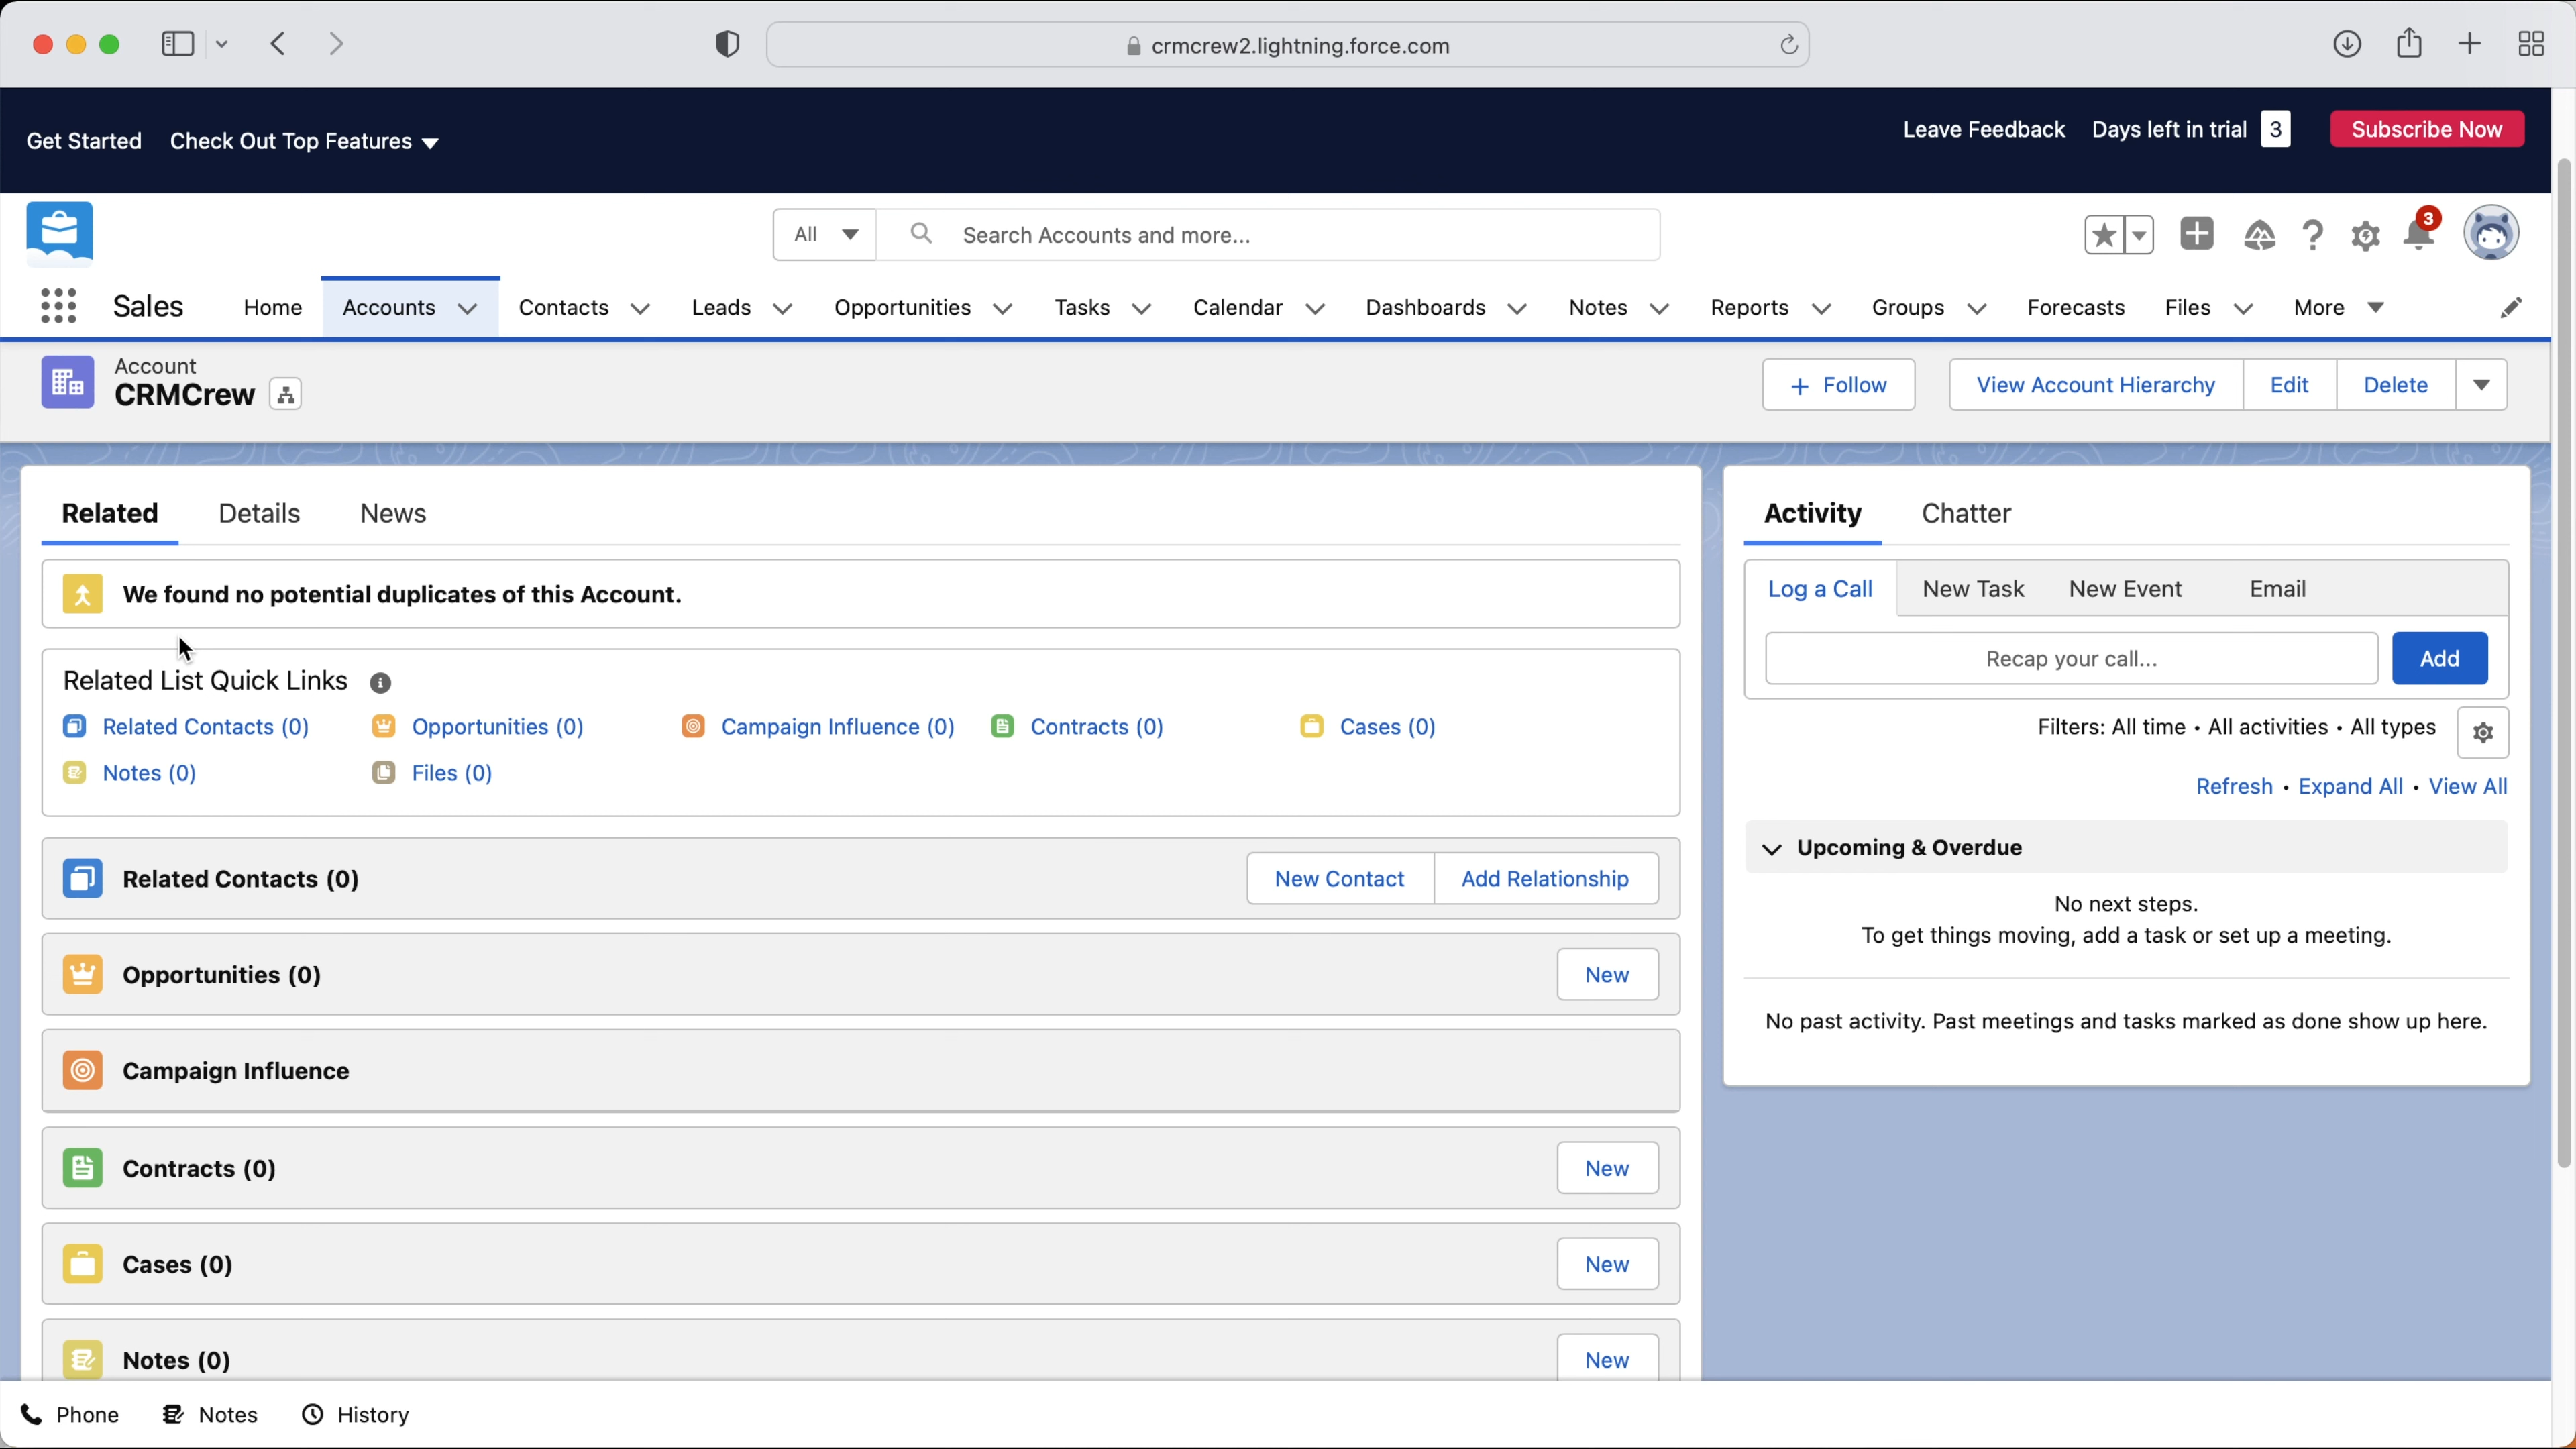 crmcrew2.lightning.force.com
Get Started Check Out Top Features Leave Feedback Days left in trial 3 Subscribe Now
All Search Accounts and more... 3
Sales Home Accounts Contacts Leads Opportunities Tasks Calendar Dashboards Notes Reports Groups Forecasts Files More
Account
CRMCrew
+ Follow View Account Hierarchy Edit Delete
Related Details News
We found no potential duplicates of this Account.
Related List Quick Links
Related Contacts (0) Opportunities (0) Campaign Influence (0) Contracts (0) Cases (0)
Notes (0) Files (0)
Related Contacts (0) New Contact Add Relationship
Opportunities (0) New
Campaign Influence
Contracts (0) New
Cases (0) New
Notes (0) New
Activity Chatter
Log a Call New Task New Event Email
Recap your call... Add
Filters: All time • All activities • All types
Refresh • Expand All • View All
Upcoming & Overdue
No next steps.
To get things moving, add a task or set up a meeting.
No past activity. Past meetings and tasks marked as done show up here.
Phone Notes History